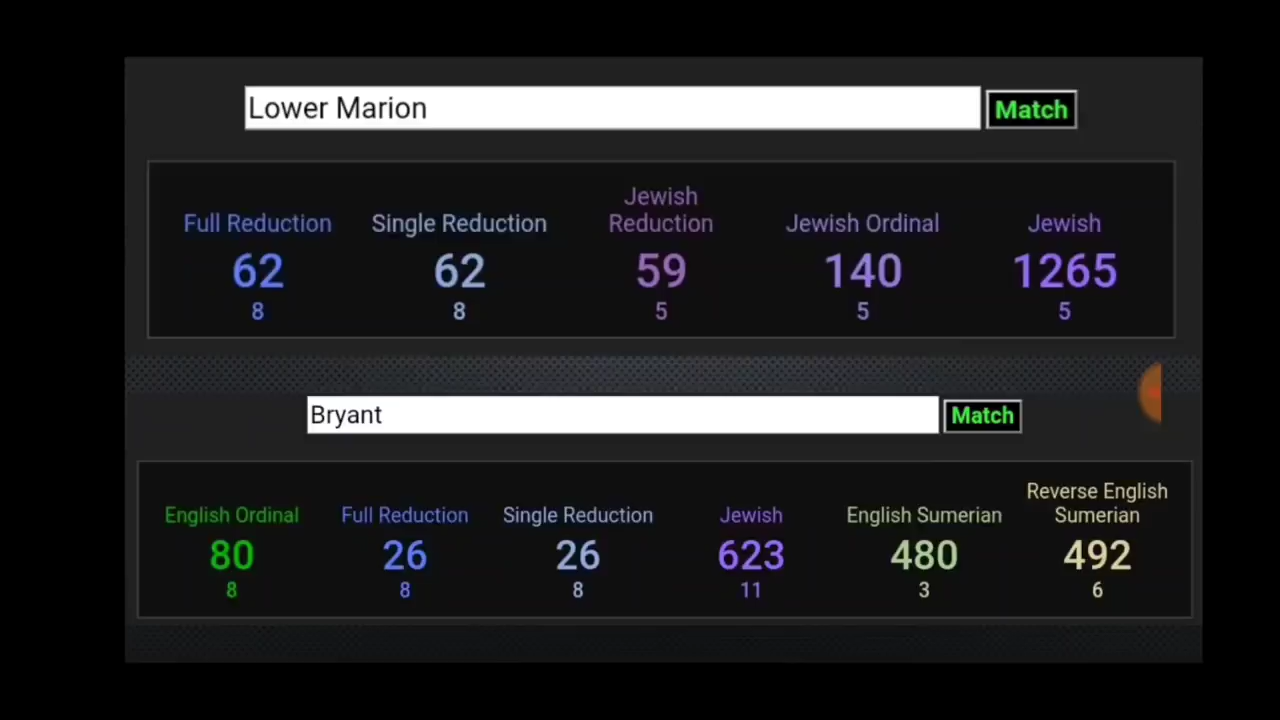 Lower Marion Match
Jewish
Full Reduction Single Reduction Reduction Jewish Ordinal Jewish
62 62 59 140 1265
8 8 5 5 5
Bryant Match
Reverse English
English Ordinal Full Reduction Single Reduction Jewish English Sumerian Sumerian
80 26 26 623 480 492
8 8 8 11 3 6